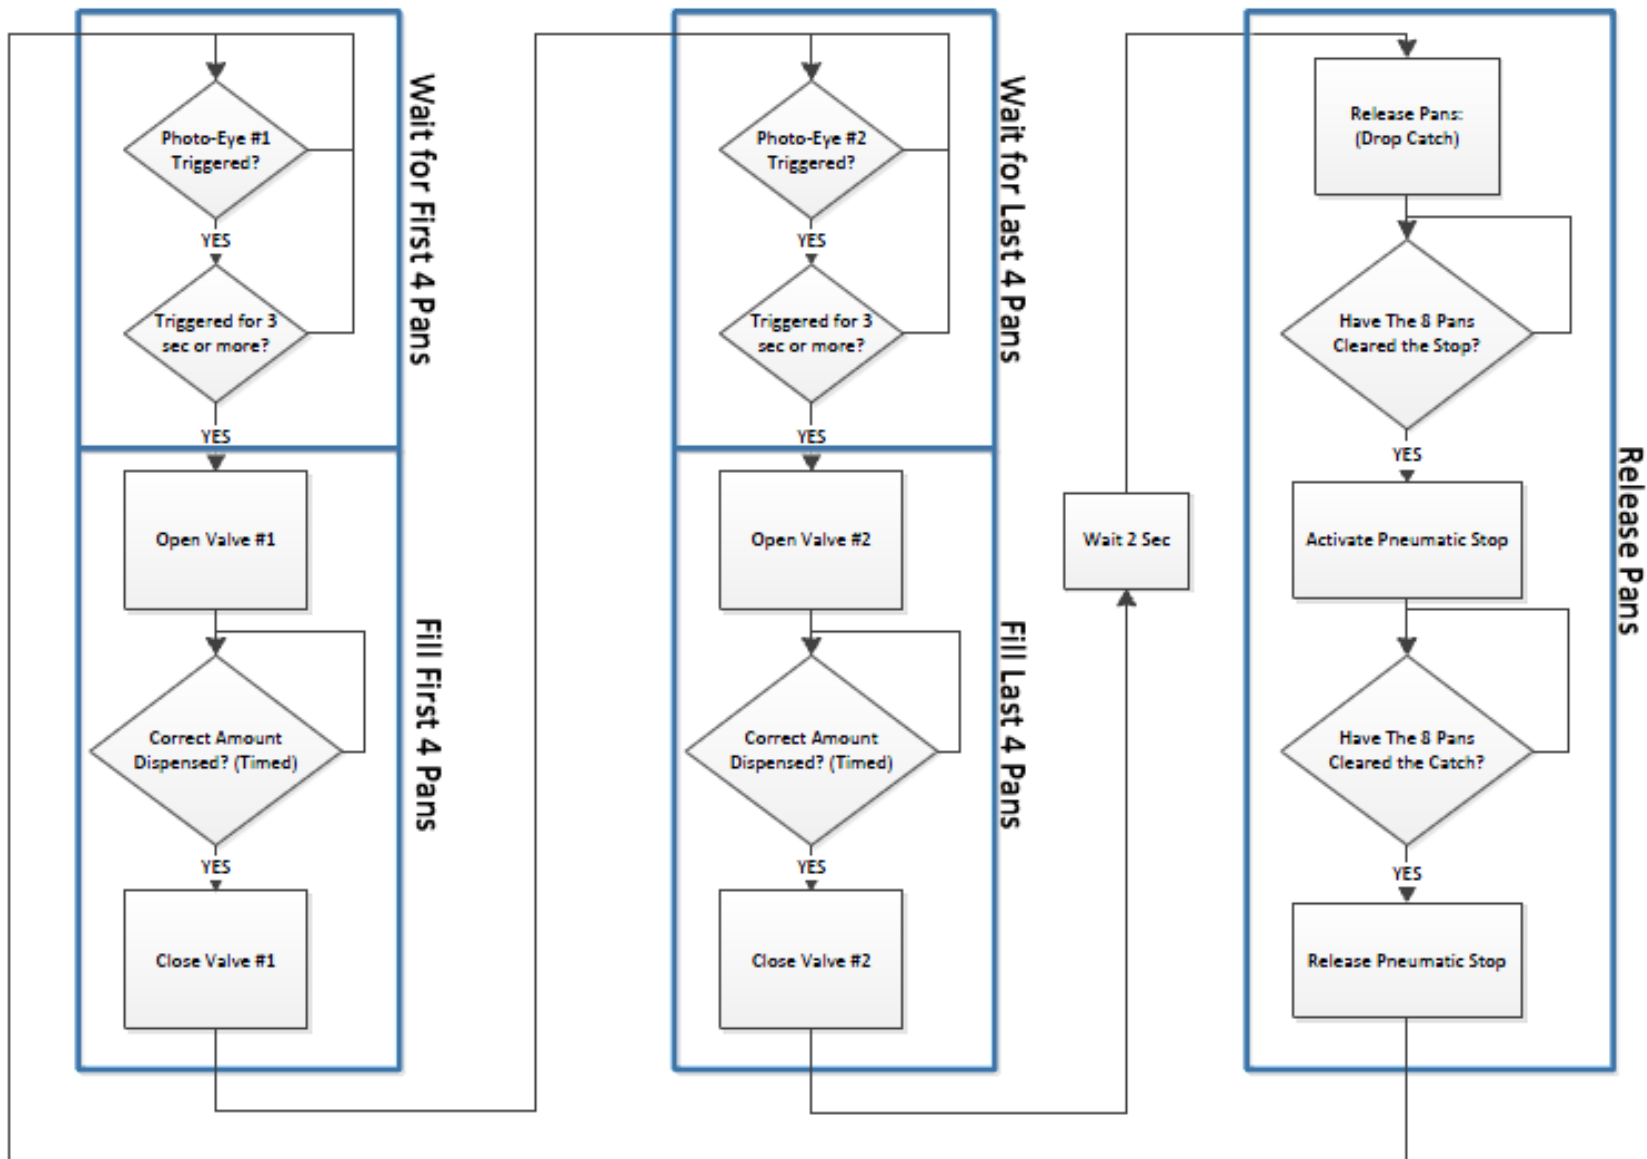 Photo-Eye #1
Triggered?
YES
Triggered for 3
sec or more?
YES
Wait for First 4 Pans
Open Valve #1
Correct Amount
Dispensed? (Timed)
YES
Close Valve #1
Fill First 4 Pans
Photo-Eye #2
Triggered?
YES
Triggered for 3
sec or more?
YES
Wait for Last 4 Pans
Open Valve #2
Correct Amount
Dispensed? (Timed)
YES
Close Valve #2
Fill Last 4 Pans
Wait 2 Sec
Release Pans:
(Drop Catch)
Have The 8 Pans
Cleared the Stop?
YES
Activate Pneumatic Stop
Have The 8 Pans
Cleared the Catch?
YES
Release Pneumatic Stop
Release Pans